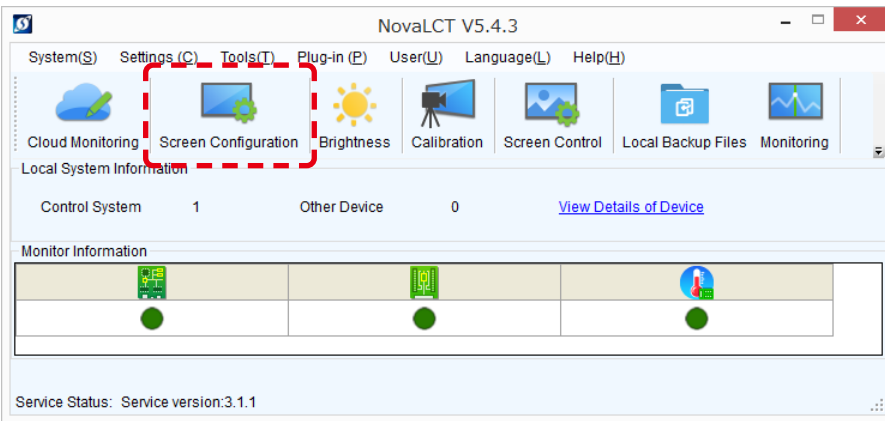 NovaLCT V5.4.3
System(S) Settings (C) Tools(T) Plug-in (P) User(U) Language(L) Help(H)
Cloud Monitoring Screen Configuration Brightness Calibration Screen Control Local Backup Files Monitoring
Local System Information
Control System 1 Other Device 0 View Details of Device
Monitor Information
Service Status: Service version:3.1.1